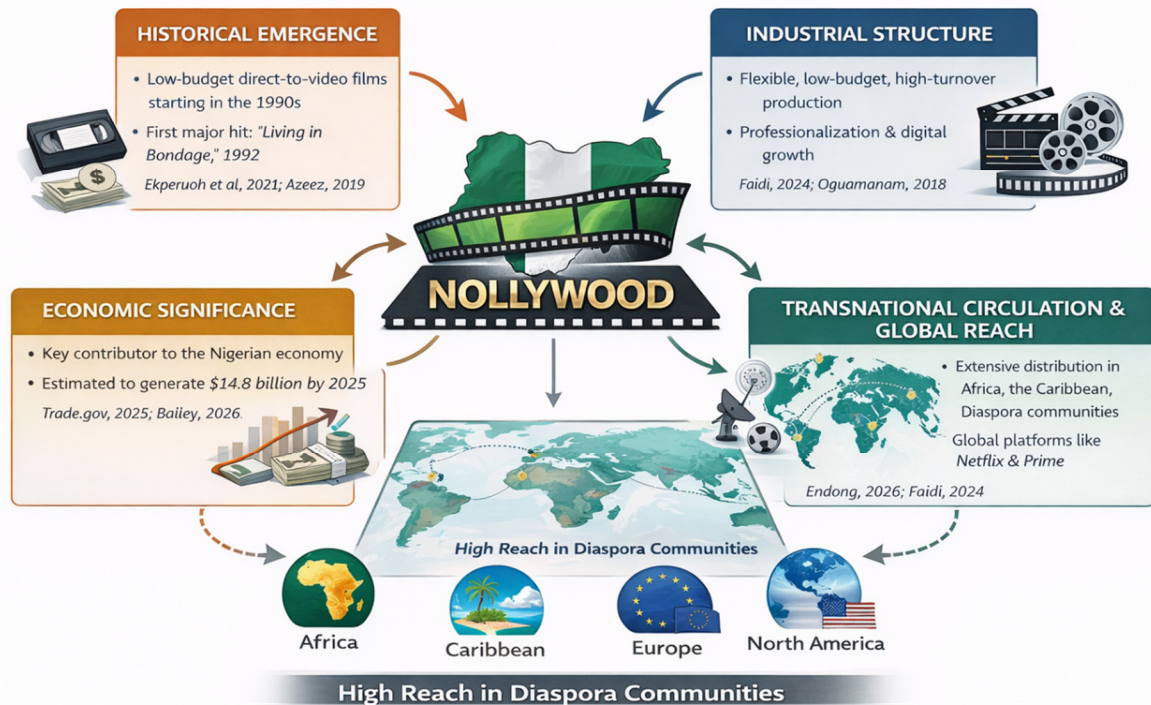 HISTORICAL EMERGENCE
• Low-budget direct-to-video films
starting in the 1990s
• First major hit: "Living in
Bondage," 1992
Ekperuoh et al, 2021; Azeez, 2019
INDUSTRIAL STRUCTURE
• Flexible, low-budget, high-turnover
production
• Professionalization & digital
growth
Faidi, 2024; Oguamanam, 2018
$
NOLLYWOOD
ECONOMIC SIGNIFICANCE
• Key contributor to the Nigerian economy
• Estimated to generate $14.8 billion by 2025
Trade.gov, 2025; Bailey, 2026.
TRANSNATIONAL CIRCULATION &
GLOBAL REACH
• Extensive distribution in
Africa, the Caribbean,
Diaspora communities
Global platforms like
Netflix & Prime
Endong, 2026; Faidi, 2024
High Reach in Diaspora Communities
Africa
Caribbean
Europe
North America
High Reach in Diaspora Communities